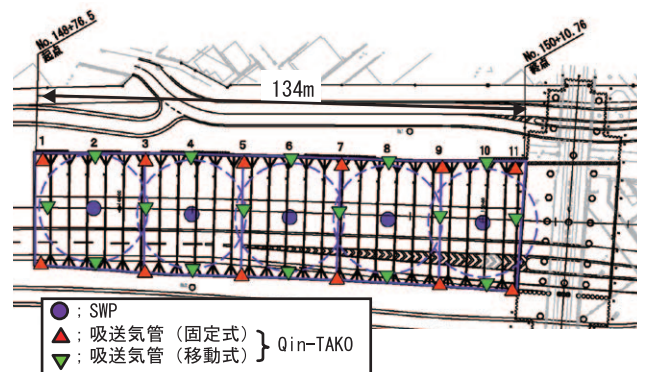 No.148+76.5
起点
No.150+10.76
終点
134m
1 2 3 4 5 6 7 8 9 10 11
; SWP
; 吸送気管（固定式）
; 吸送気管（移動式）
Qin-TAKO